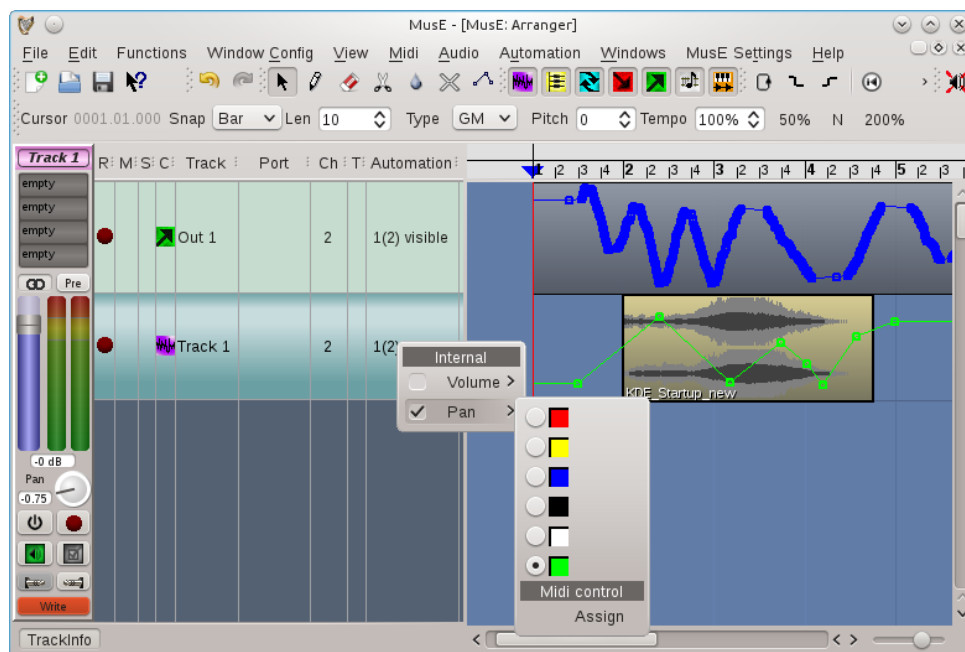 MusE - [MusE: Arranger]
File Edit Functions Window Config View Midi Audio Automation Windows MusE Settings Help
Cursor 0001.01.000 Snap Bar Len 10 Type GM Pitch 0 Tempo 100% 50% N 200%
Track 1
R M S C Track Port Ch T Automation
1 2 3 4 2 2 3 4 3 2 3 4 4 2 3 4 5 2 3
empty
empty
empty
empty
Out 1 2 1(2) visible
Pre
Track 1 2 1(2)
Internal
Volume
Pan
KDE_Startup_new
-0 dB
Pan
-0.75
Midi control
Assign
Write
TrackInfo